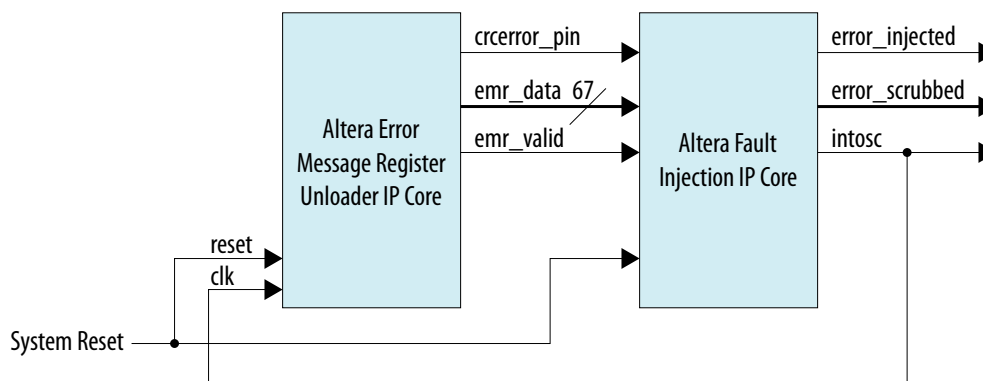 crcerror_pin
emr_data 67
emr_valid
Altera Error
Message Register
Unloader IP Core
reset
clk
System Reset
Altera Fault
Injection IP Core
error_injected
error_scrubbed
intosc